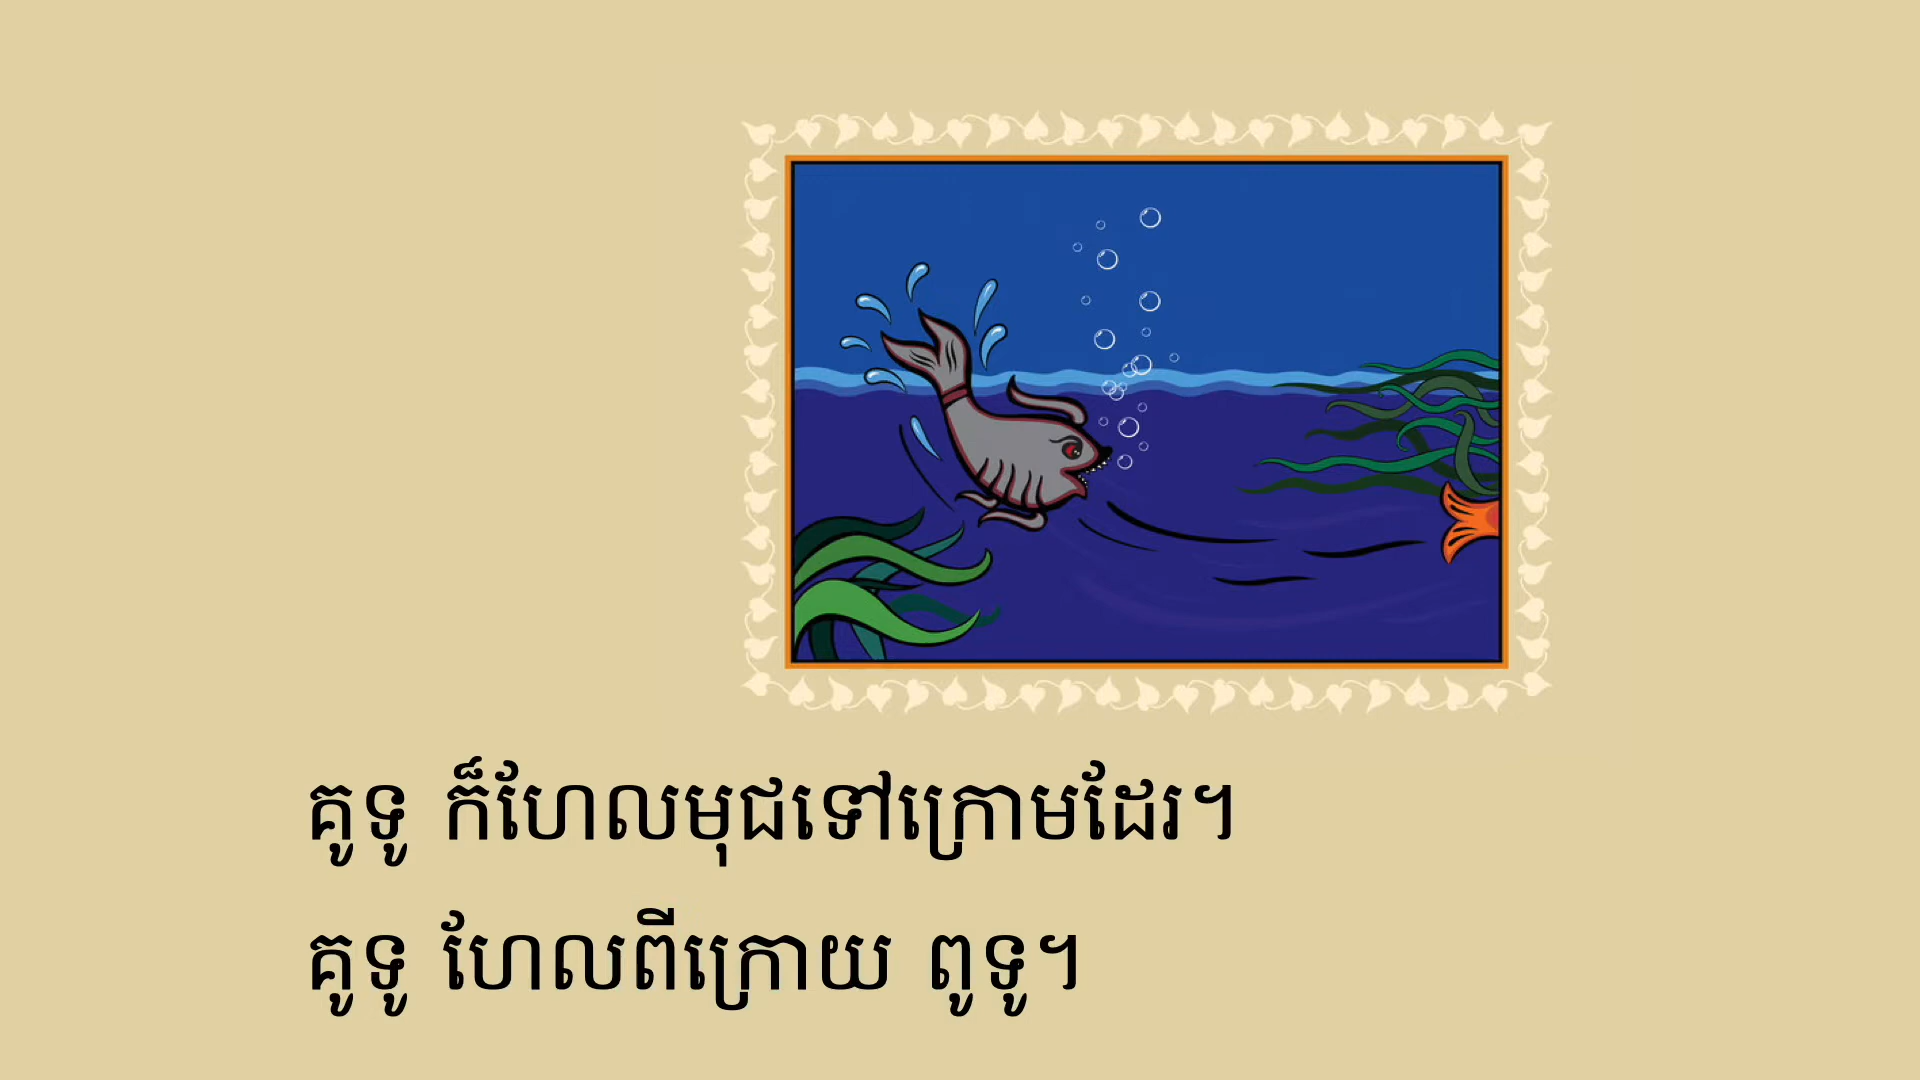 គូទូ ក៏ហែលមុជទៅក្រោមដែរ។
គូទូ ហែលពីក្រោយ ពូទូ។